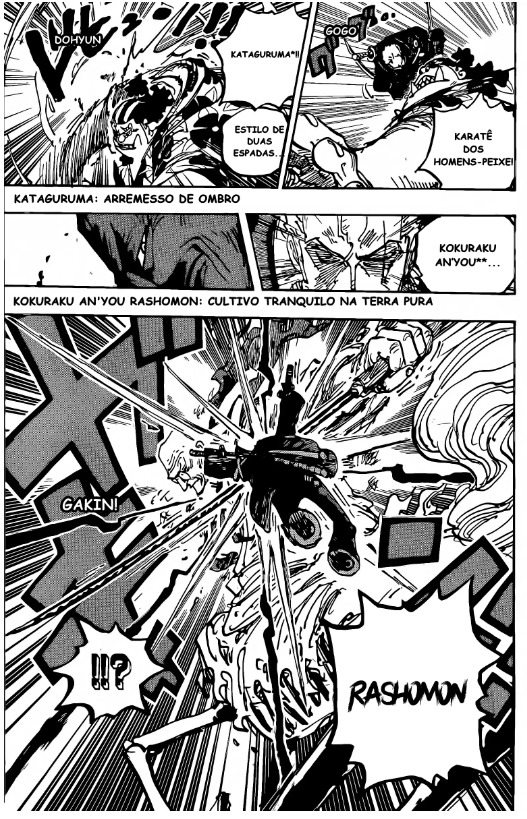 GOGO
KARATÊ
DOS
HOMENS-PEIXE!
KATAGURUMA*!!
DOHYUN
ESTILO DE
DUAS
ESPADAS...
KATAGURUMA: ARREMESSO DE OMBRO
KOKURAKU
AN'YOU**...
KOKURAKU AN'YOU RASHOMON: CULTIVO TRANQUILO NA TERRA PURA
GAKIN!
RASHOMON
!!?